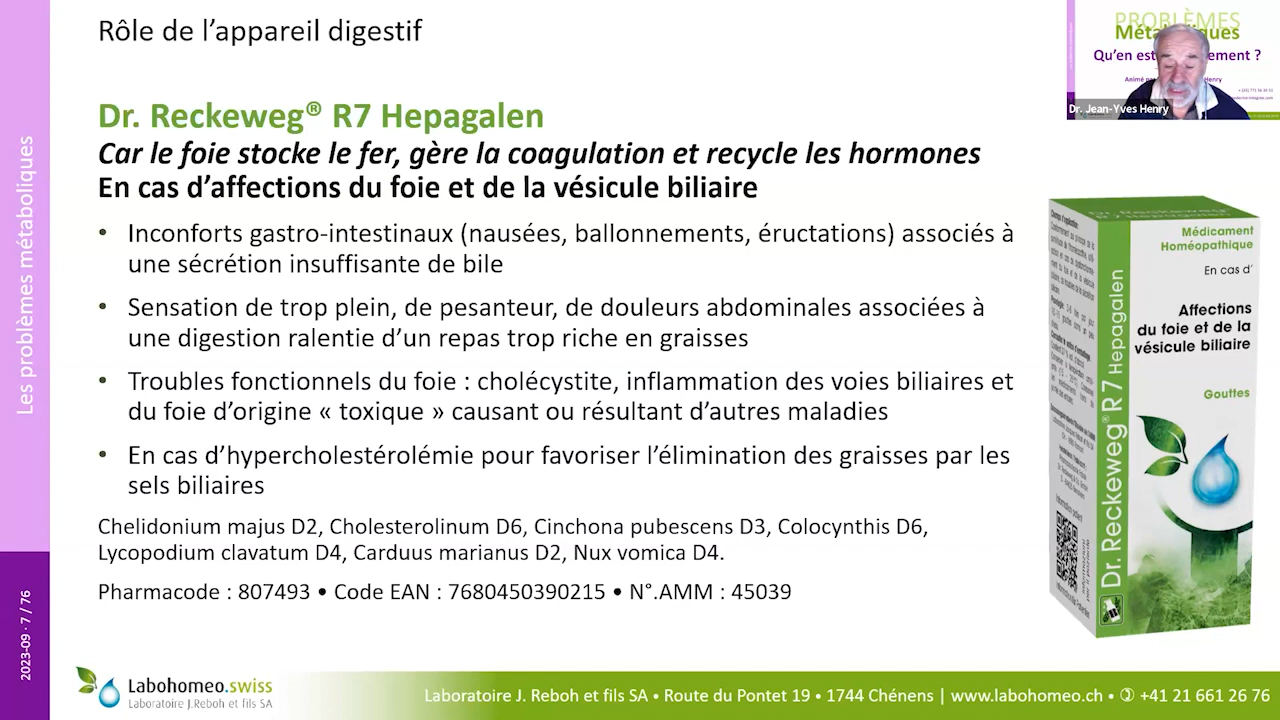 Rôle de l’appareil digestif
Dr. Reckeweg® R7 Hepagalen
Car le foie stocke le fer, gère la coagulation et recycle les hormones
En cas d’affections du foie et de la vésicule biliaire
• Inconforts gastro-intestinaux (nausées, ballonnements, éructations) associés à
une sécrétion insuffisante de bile
• Sensation de trop plein, de pesanteur, de douleurs abdominales associées à
une digestion ralentie d’un repas trop riche en graisses
• Troubles fonctionnels du foie : cholécystite, inflammation des voies biliaires et
du foie d’origine « toxique » causant ou résultant d’autres maladies
• En cas d’hypercholestérolémie pour favoriser l’élimination des graisses par les
sels biliaires
Chelidonium majus D2, Cholesterolinum D6, Cinchona pubescens D3, Colocynthis D6,
Lycopodium clavatum D4, Carduus marianus D2, Nux vomica D4.
Pharmacode : 807493 • Code EAN : 7680450390215 • N°.AMM : 45039
Les problèmes métaboliques
2023-09 · 7 / 76
PROBLÈMES
Qu’en est
ement ?
Henry
Dr. Jean-Yves Henry
Dr. Reckeweg®
R7 Hepagalen
Médicament
Homéopathique
En cas d’
Affections
du foie et de la
vésicule biliaire
Gouttes
Dr. Reckeweg® R7 Hepagalen
Labohomeo.swiss
Laboratoire J.Reboh et fils SA
Laboratoire J. Reboh et fils SA • Route du Pontet 19 • 1744 Chénens | www.labohomeo.ch • ✆ +41 21 661 26 76